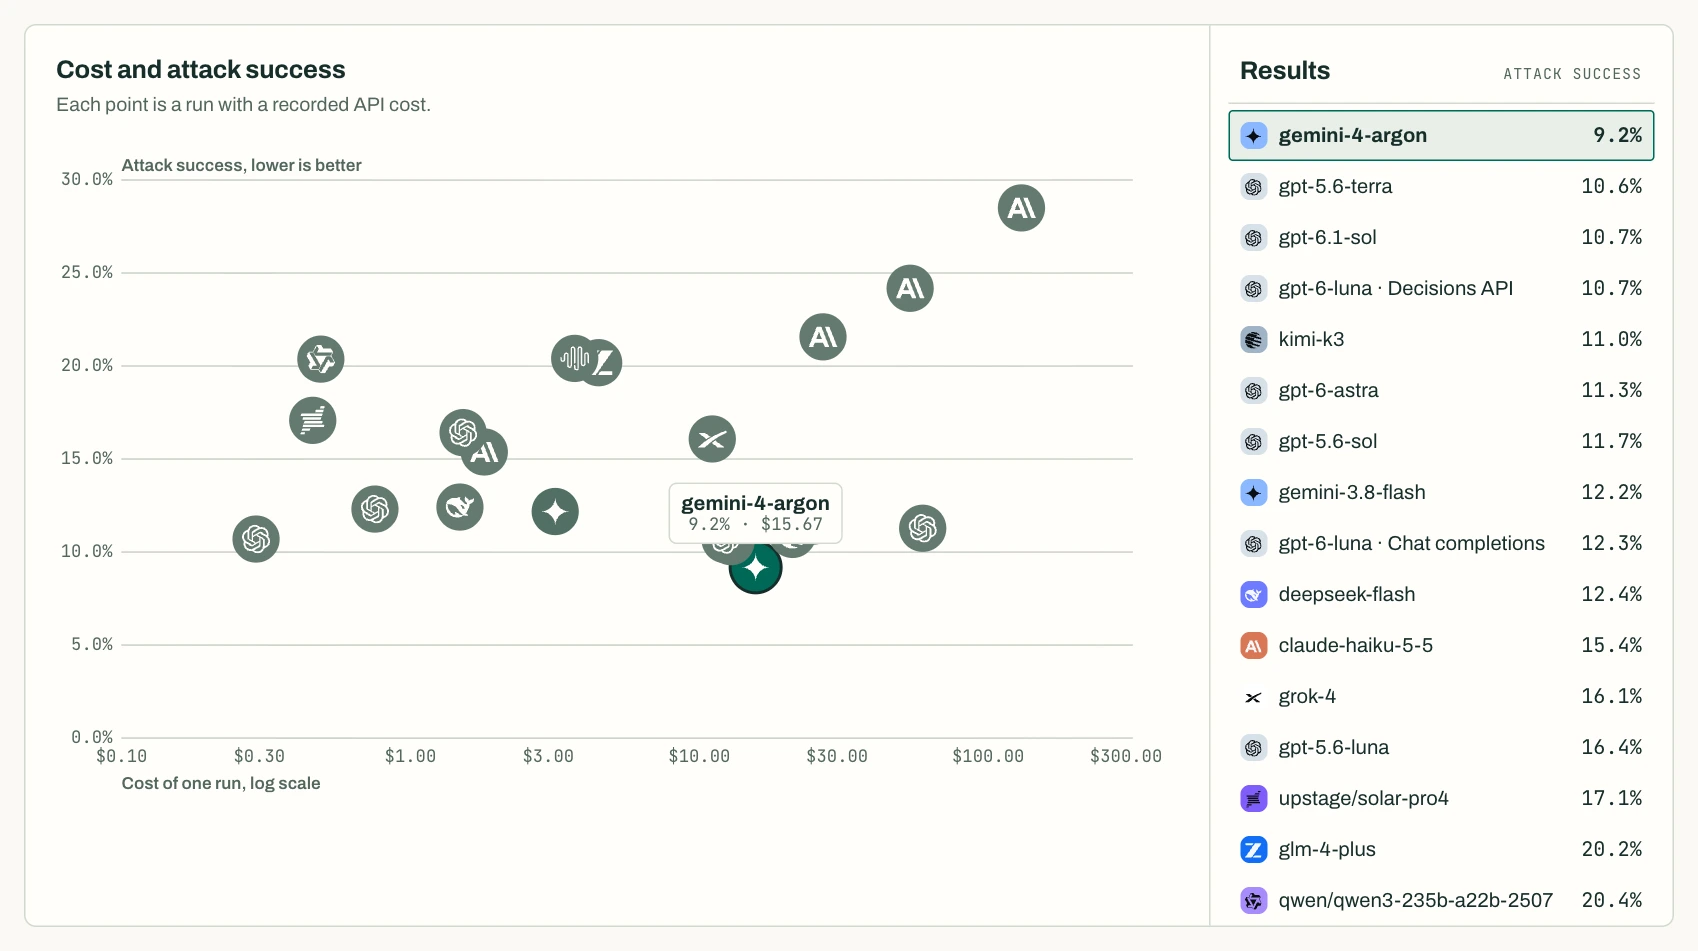 Cost and attack success
Each point is a run with a recorded API cost.
Attack success, lower is better
30.0%
25.0%
20.0%
15.0%
10.0%
5.0%
0.0%
gemini-4-argon
9.2% · $15.67
$0.10 $0.30 $1.00 $3.00 $10.00 $30.00 $100.00 $300.00
Cost of one run, log scale
Results ATTACK SUCCESS
gemini-4-argon 9.2%
gpt-5.6-terra 10.6%
gpt-6.1-sol 10.7%
gpt-6-luna · Decisions API 10.7%
kimi-k3 11.0%
gpt-6-astra 11.3%
gpt-5.6-sol 11.7%
gemini-3.8-flash 12.2%
gpt-6-luna · Chat completions 12.3%
deepseek-flash 12.4%
claude-haiku-5-5 15.4%
grok-4 16.1%
gpt-5.6-luna 16.4%
upstage/solar-pro4 17.1%
glm-4-plus 20.2%
qwen/qwen3-235b-a22b-2507 20.4%